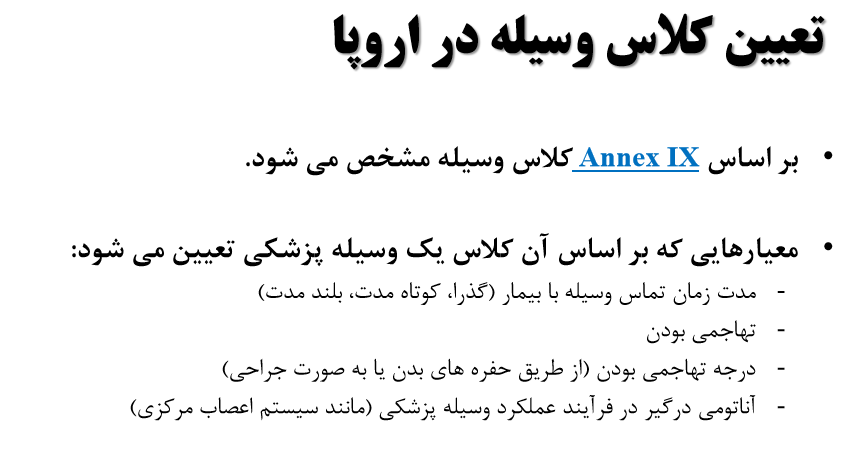 تعیین کلاس وسیله در اروپا
• بر اساس Annex IX کلاس وسیله مشخص می شود.
• معیارهایی که بر اساس آن کلاس یک وسیله پزشکی تعیین می شود:
- مدت زمان تماس وسیله با بیمار (گذرا، کوتاه مدت، بلند مدت)
- تهاجمی بودن
- درجه تهاجمی بودن (از طریق حفره های بدن یا به صورت جراحی)
- آناتومی درگیر در فرآیند عملکرد وسیله پزشکی (مانند سیستم اعصاب مرکزی)